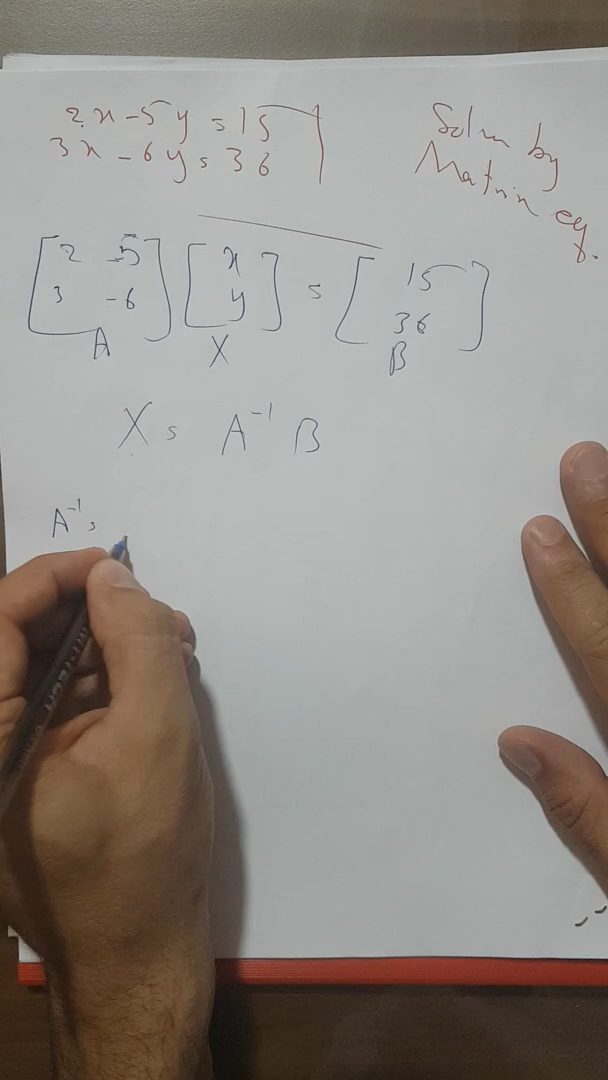 2x - 5y = 15
3x - 6y = 36
Solve by
Matrix eq.
[2 -5] [x] = [15]
[3 -6] [y] [36]
A X B
X = A⁻¹ B
A⁻¹ =